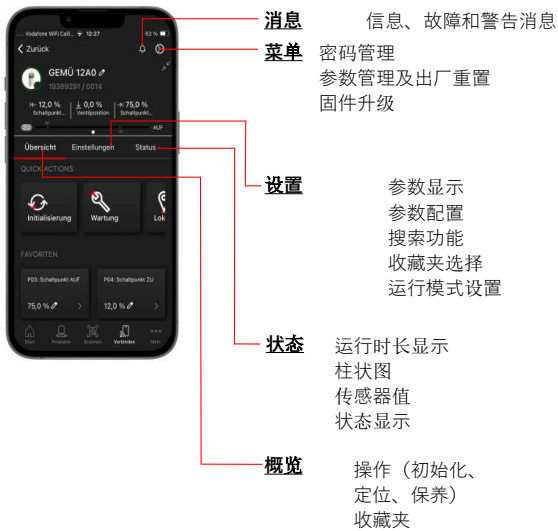 .... Vodafone WiFi Call... 12:27 63 %
Zurück
GEMÜ 12A0
19389291 / 0014
12,0 % 0,0 % 75,0 %
Schaltpunkt... Ventilposition Schaltpunkt...
ZU AUF
Übersicht Einstellungen Status
QUICK ACTIONS
Initialisierung Wartung Lok
FAVORITEN
P03: Schaltpunkt AUF P04: Schaltpunkt ZU
75,0 % 12,0 %
Start Produkte Scannen Verbinden Mehr
消息 信息、故障和警告消息
菜单 密码管理
参数管理及出厂重置
固件升级
设置 参数显示
参数配置
搜索功能
收藏夹选择
运行模式设置
状态 运行时长显示
柱状图
传感器值
状态显示
概览 操作（初始化、
定位、保养）
收藏夹